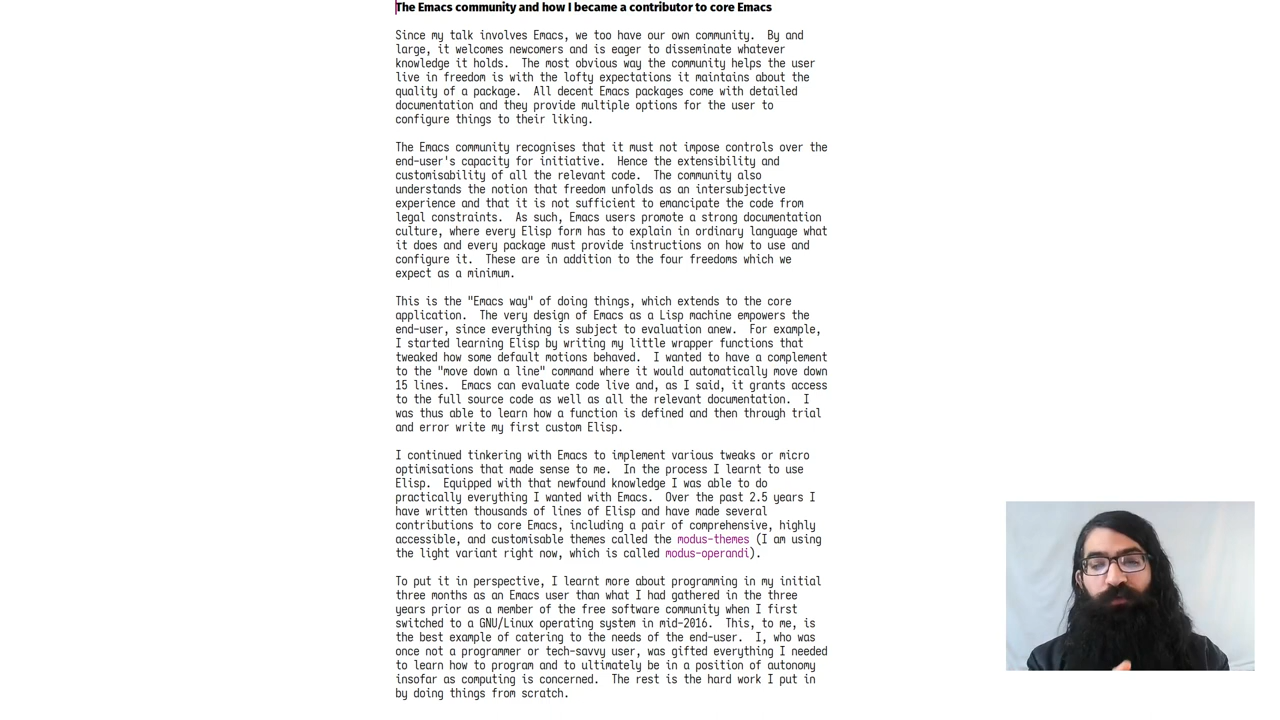 The Emacs community and how I became a contributor to core Emacs
Since my talk involves Emacs, we too have our own community.  By and
large, it welcomes newcomers and is eager to disseminate whatever
knowledge it holds.  The most obvious way the community helps the user
live in freedom is with the lofty expectations it maintains about the
quality of a package.  All decent Emacs packages come with detailed
documentation and they provide multiple options for the user to
configure things to their liking.
The Emacs community recognises that it must not impose controls over the
end-user's capacity for initiative.  Hence the extensibility and
customisability of all the relevant code.  The community also
understands the notion that freedom unfolds as an intersubjective
experience and that it is not sufficient to emancipate the code from
legal constraints.  As such, Emacs users promote a strong documentation
culture, where every Elisp form has to explain in ordinary language what
it does and every package must provide instructions on how to use and
configure it.  These are in addition to the four freedoms which we
expect as a minimum.
This is the "Emacs way" of doing things, which extends to the core
application.  The very design of Emacs as a Lisp machine empowers the
end-user, since everything is subject to evaluation anew.  For example,
I started learning Elisp by writing my little wrapper functions that
tweaked how some default motions behaved.  I wanted to have a complement
to the "move down a line" command where it would automatically move down
15 lines.  Emacs can evaluate code live and, as I said, it grants access
to the full source code as well as all the relevant documentation.  I
was thus able to learn how a function is defined and then through trial
and error write my first custom Elisp.
I continued tinkering with Emacs to implement various tweaks or micro
optimisations that made sense to me.  In the process I learnt to use
Elisp.  Equipped with that newfound knowledge I was able to do
practically everything I wanted with Emacs.  Over the past 2.5 years I
have written thousands of lines of Elisp and have made several
contributions to core Emacs, including a pair of comprehensive, highly
accessible, and customisable themes called the modus-themes (I am using
the light variant right now, which is called modus-operandi).
To put it in perspective, I learnt more about programming in my initial
three months as an Emacs user than what I had gathered in the three
years prior as a member of the free software community when I first
switched to a GNU/Linux operating system in mid-2016.  This, to me, is
the best example of catering to the needs of the end-user.  I, who was
once not a programmer or tech-savvy user, was gifted everything I needed
to learn how to program and to ultimately be in a position of autonomy
insofar as computing is concerned.  The rest is the hard work I put in
by doing things from scratch.